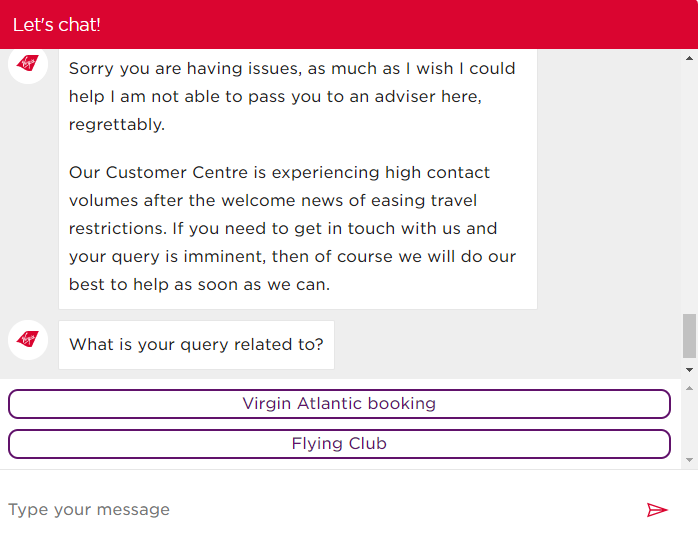 Let's chat!
Sorry you are having issues, as much as I wish I could
help I am not able to pass you to an adviser here,
regrettably.
Our Customer Centre is experiencing high contact
volumes after the welcome news of easing travel
restrictions. If you need to get in touch with us and
your query is imminent, then of course we will do our
best to help as soon as we can.
What is your query related to?
Virgin Atlantic booking
Flying Club
Type your message